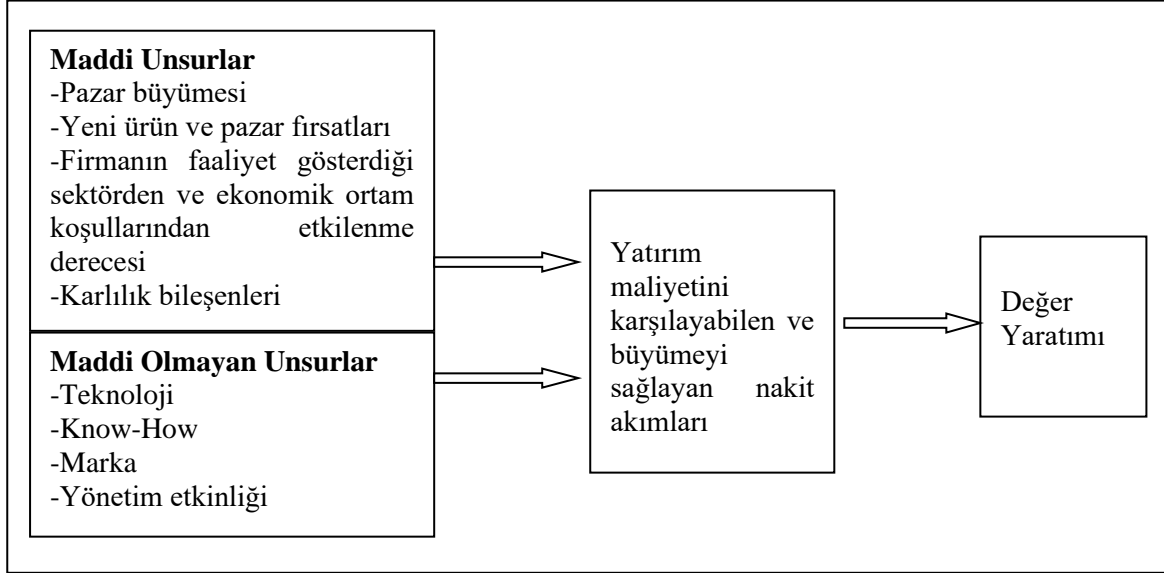 Maddi Unsurlar
-Pazar büyümesi
-Yeni ürün ve pazar fırsatları
-Firmanın faaliyet gösterdiği
sektörden ve ekonomik ortam
koşullarından etkilenme
derecesi
-Karlılık bileşenleri
Maddi Olmayan Unsurlar
-Teknoloji
-Know-How
-Marka
-Yönetim etkinliği
Yatırım
maliyetini
karşılayabilen ve
büyümeyi
sağlayan nakit
akımları
Değer
Yaratımı